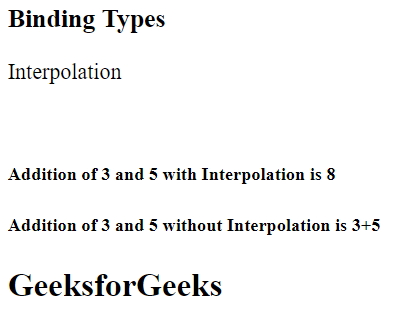 Binding Types
Interpolation
Addition of 3 and 5 with Interpolation is 8
Addition of 3 and 5 without Interpolation is 3+5
GeeksforGeeks